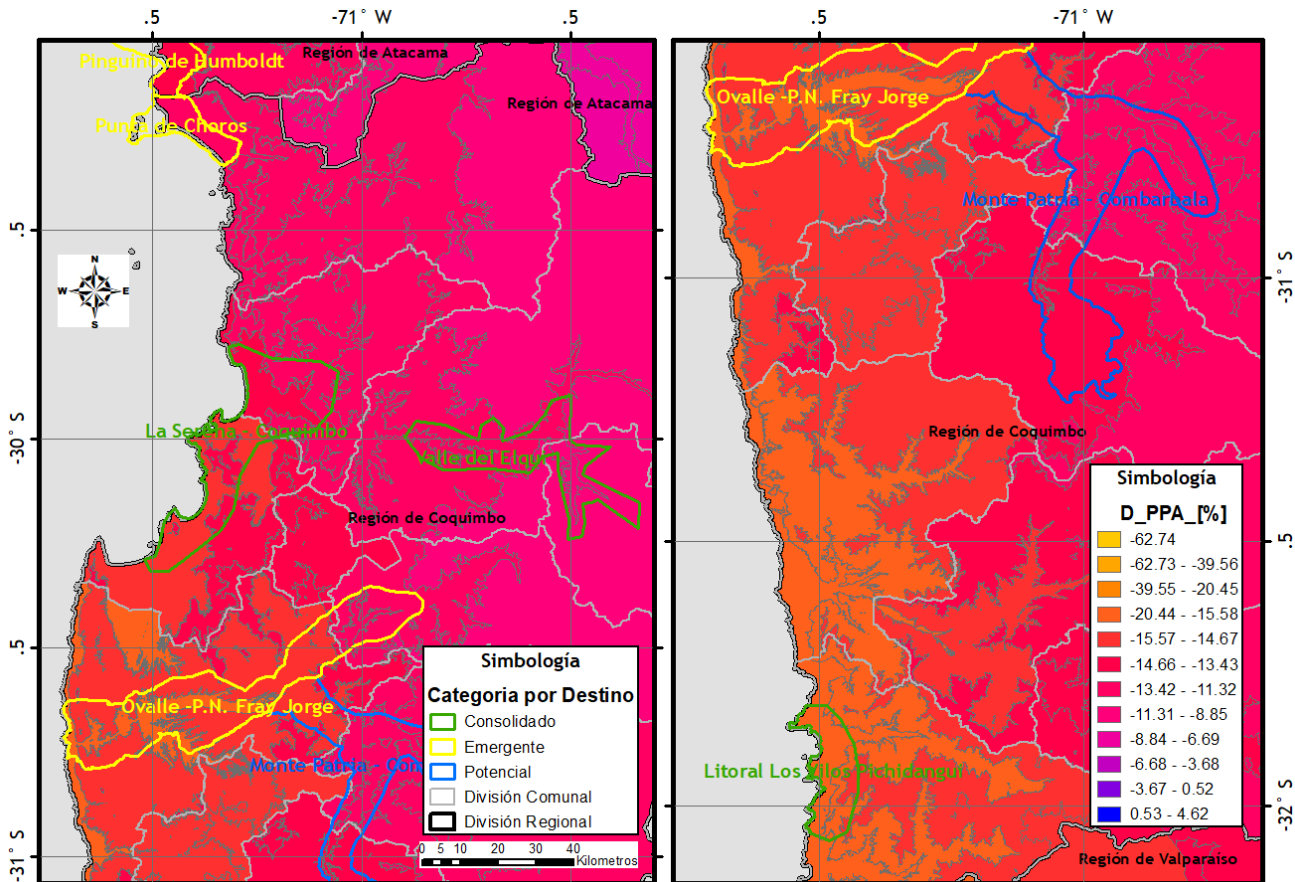 .5
-71° W
.5
Pinguino de Humboldt
Región de Atacama
Región de Atacama
Punta de Choros
.5
N
W
E
S
La Serena - Coquimbo
-30° S
Valle del Elqui
Región de Coquimbo
.5
Ovalle -P.N. Fray Jorge
Monte Patria - Com
-31° S
Simbología
Categoria por Destino
Consolidado
Emergente
Potencial
División Comunal
División Regional
0 5 10 20 30 40
Kilometros
.5
-71° W
Ovalle -P.N. Fray Jorge
Monte Patria - Combarbala
-31° S
Región de Coquimbo
.5
Litoral Los Vilos Pichidangui
-32° S
Región de Valparaíso
Simbología
D_PPA_[%]
-62.74
-62.73 - -39.56
-39.55 - -20.45
-20.44 - -15.58
-15.57 - -14.67
-14.66 - -13.43
-13.42 - -11.32
-11.31 - -8.85
-8.84 - -6.69
-6.68 - -3.68
-3.67 - 0.52
0.53 - 4.62